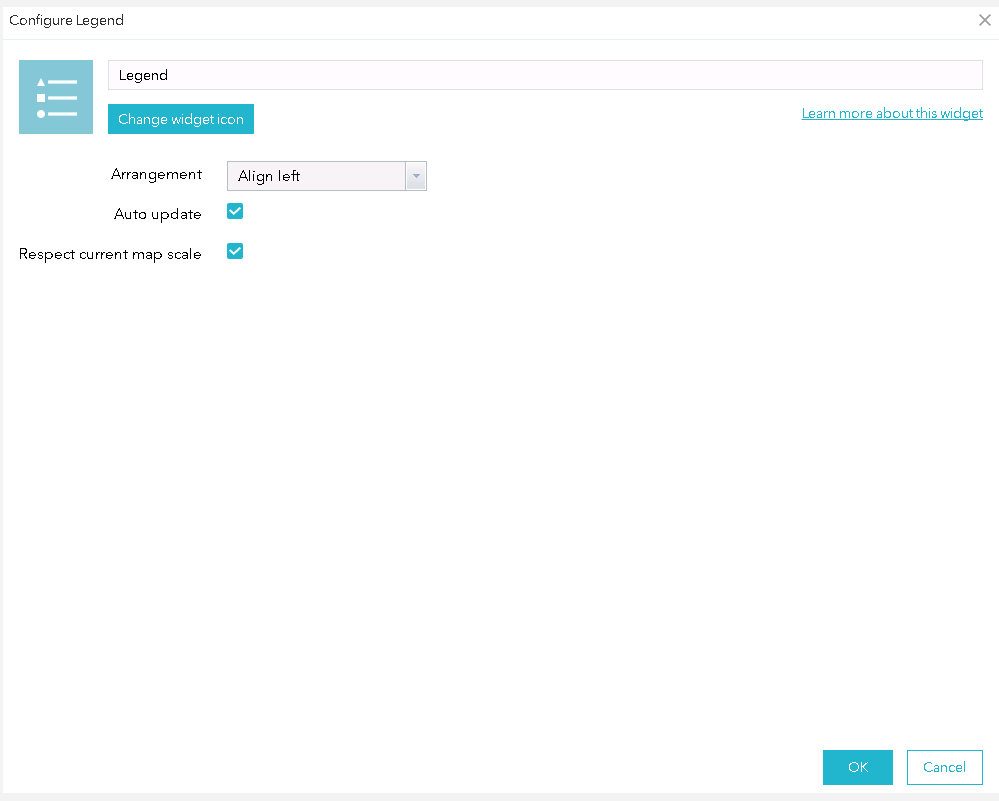 Configure Legend
Legend
Change widget icon
Learn more about this widget
Arrangement
Align left
Auto update
Respect current map scale
OK
Cancel